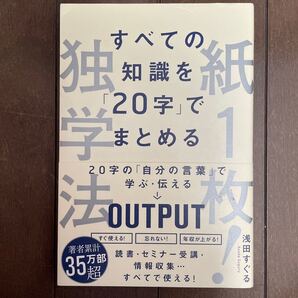 すべての
知識を
「20字」で
まとめる
紙1枚！
独学法
20字の「自分の言葉」で
学ぶ・伝える
OUTPUT
すぐ使える！
忘れない！
年収が上がる！
読書・セミナー受講・
情報収集…
すべてで使える！
著者累計
35万部
超
浅田すぐる